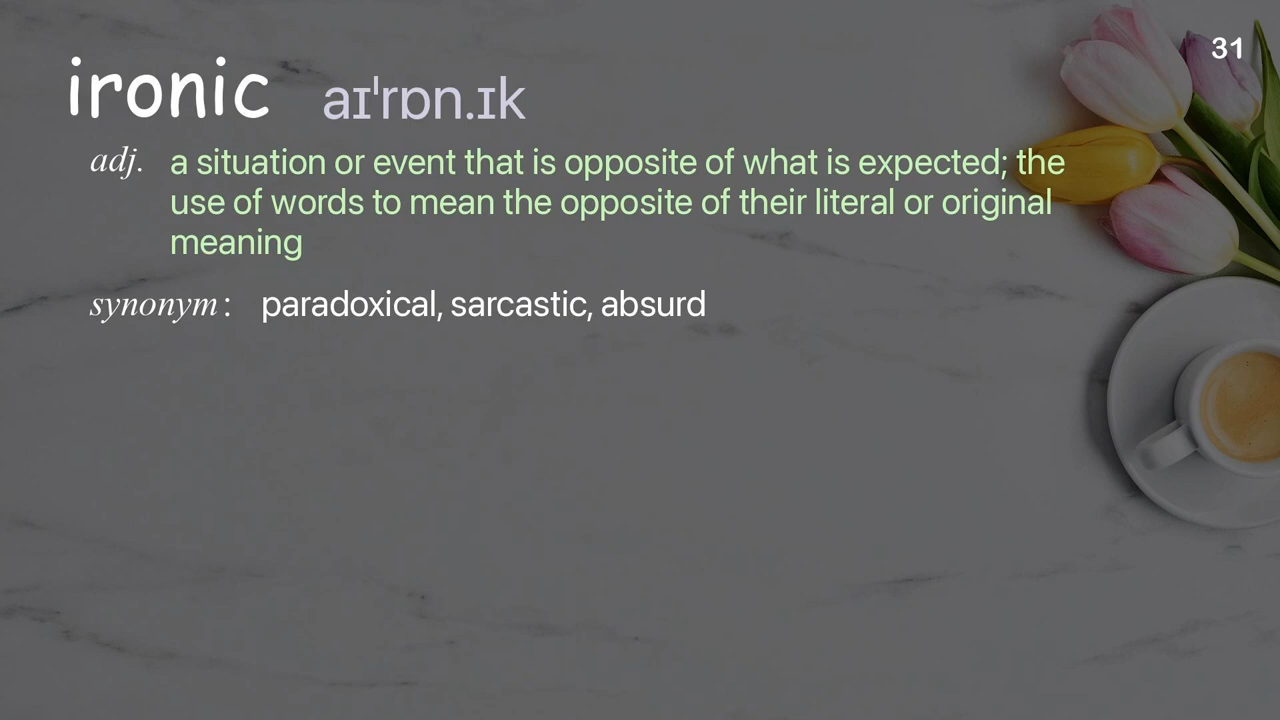 31
ironic aɪˈrɒn.ɪk
adj. a situation or event that is opposite of what is expected; the
use of words to mean the opposite of their literal or original
meaning
synonym: paradoxical, sarcastic, absurd